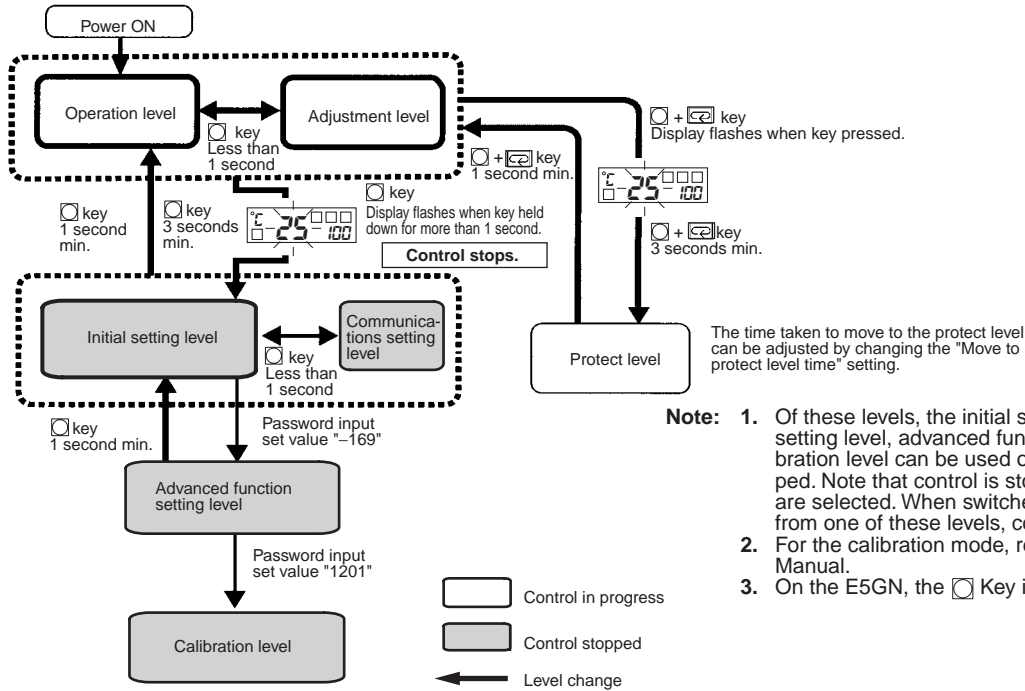 Power ON
Operation level
Adjustment level
key
Less than
1 second
+ key
Display flashes when key pressed.
+ key
1 second min.
°C
25
100
+ key
3 seconds min.
key
1 second
min.
key
3 seconds
min.
°C
25
100
key
Display flashes when key held
down for more than 1 second.
Control stops.
Initial setting level
Communica-
tions setting
level
key
Less than
1 second
Protect level
The time taken to move to the protect level
can be adjusted by changing the "Move to
protect level time" setting.
key
1 second min.
Password input
set value "–169"
Advanced function
setting level
Password input
set value "1201"
Calibration level
Control in progress
Control stopped
Level change
Note: 1. Of these levels, the initial s
setting level, advanced fun
bration level can be used o
ped. Note that control is sto
are selected. When switche
from one of these levels, co
2. For the calibration mode, re
Manual.
3. On the E5GN, the Key i